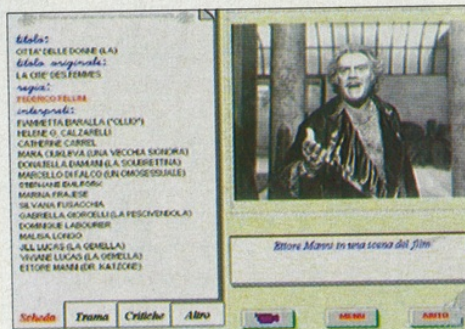 titolo:
CITTA' DELLE DONNE (LA)
titolo originale:
LA CITE' DES FEMMES
regia:
FEDERICO FELLINI
interpreti:
FIAMMETTA BARALLA ("OLLIO")
HELENE G. CALZARELLI
CATHERINE CARREL
MARA CIUKLEVA (UNA VECCHIA SIGNORA)
DONATELLA DAMIANI (LA SOUBRETTINA)
MARCELLO DI FALCO (UN OMOSESSUALE)
STEPHANE EMILFORK
MARINA FRAJESE
SILVANA FUSACCHIA
GABRIELLA GIORCELLI (LA PESCIVENDOLA)
DOMINIQUE LABOURIER
MALISA LONGO
JILL LUCAS (LA GEMELLA)
VIVIANE LUCAS (LA GEMELLA)
ETTORE MANNI (DR. KATZONE)
Scheda Trama Critiche Altro
Ettore Manni in una scena del film
MENU AIUTO